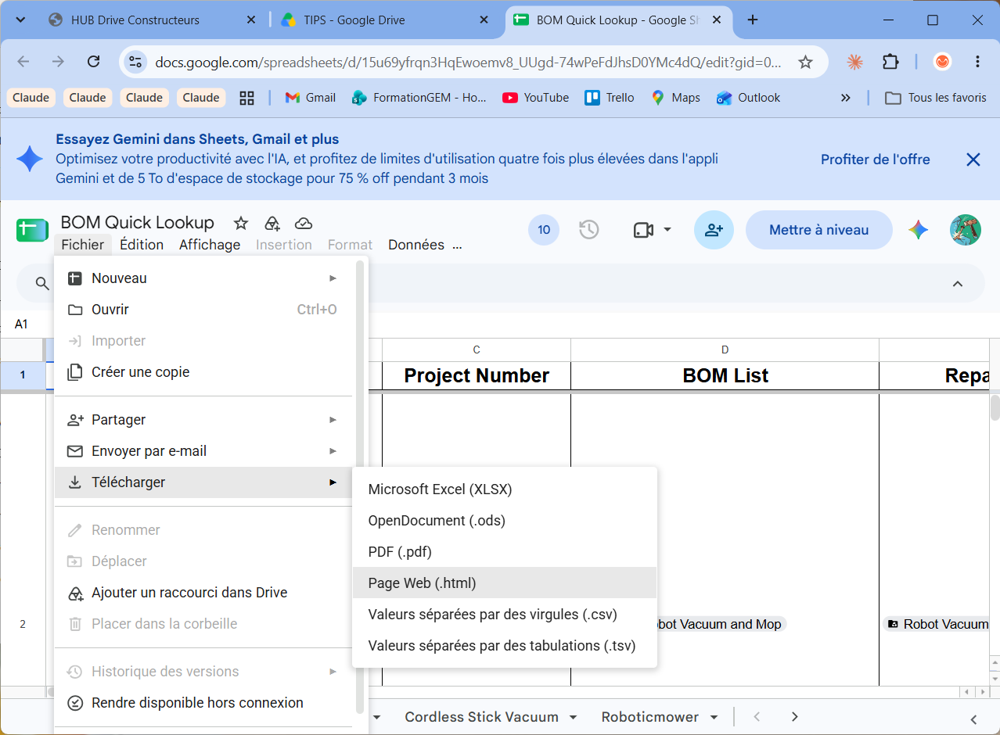 HUB Drive Constructeurs
TIPS - Google Drive
BOM Quick Lookup - Google Sh
docs.google.com/spreadsheets/d/15u69yfrqn3HqEwoemv8_UUgd-74wPeFdJhsD0YMc4dQ/edit?gid=0...
Claude
Claude
Claude
Claude
Gmail
FormationGEM - Ho...
YouTube
Trello
Maps
Outlook
Tous les favoris
Essayez Gemini dans Sheets, Gmail et plus
Optimisez votre productivité avec l'IA, et profitez de limites d'utilisation quatre fois plus élevées dans l'appli
Gemini et de 5 To d'espace de stockage pour 75 % off pendant 3 mois
Profiter de l'offre
BOM Quick Lookup
10
Mettre à niveau
Fichier Édition Affichage Insertion Format Données ...
Nouveau
Ouvrir Ctrl+O
Importer
Créer une copie
Partager
Envoyer par e-mail
Télécharger
Renommer
Déplacer
Ajouter un raccourci dans Drive
Placer dans la corbeille
Historique des versions
Rendre disponible hors connexion
Microsoft Excel (XLSX)
OpenDocument (.ods)
PDF (.pdf)
Page Web (.html)
Valeurs séparées par des virgules (.csv)
Valeurs séparées par des tabulations (.tsv)
A1
C
D
1
Project Number
BOM List
Repa
2
bot Vacuum and Mop
Robot Vacuum
Cordless Stick Vacuum
Roboticmower